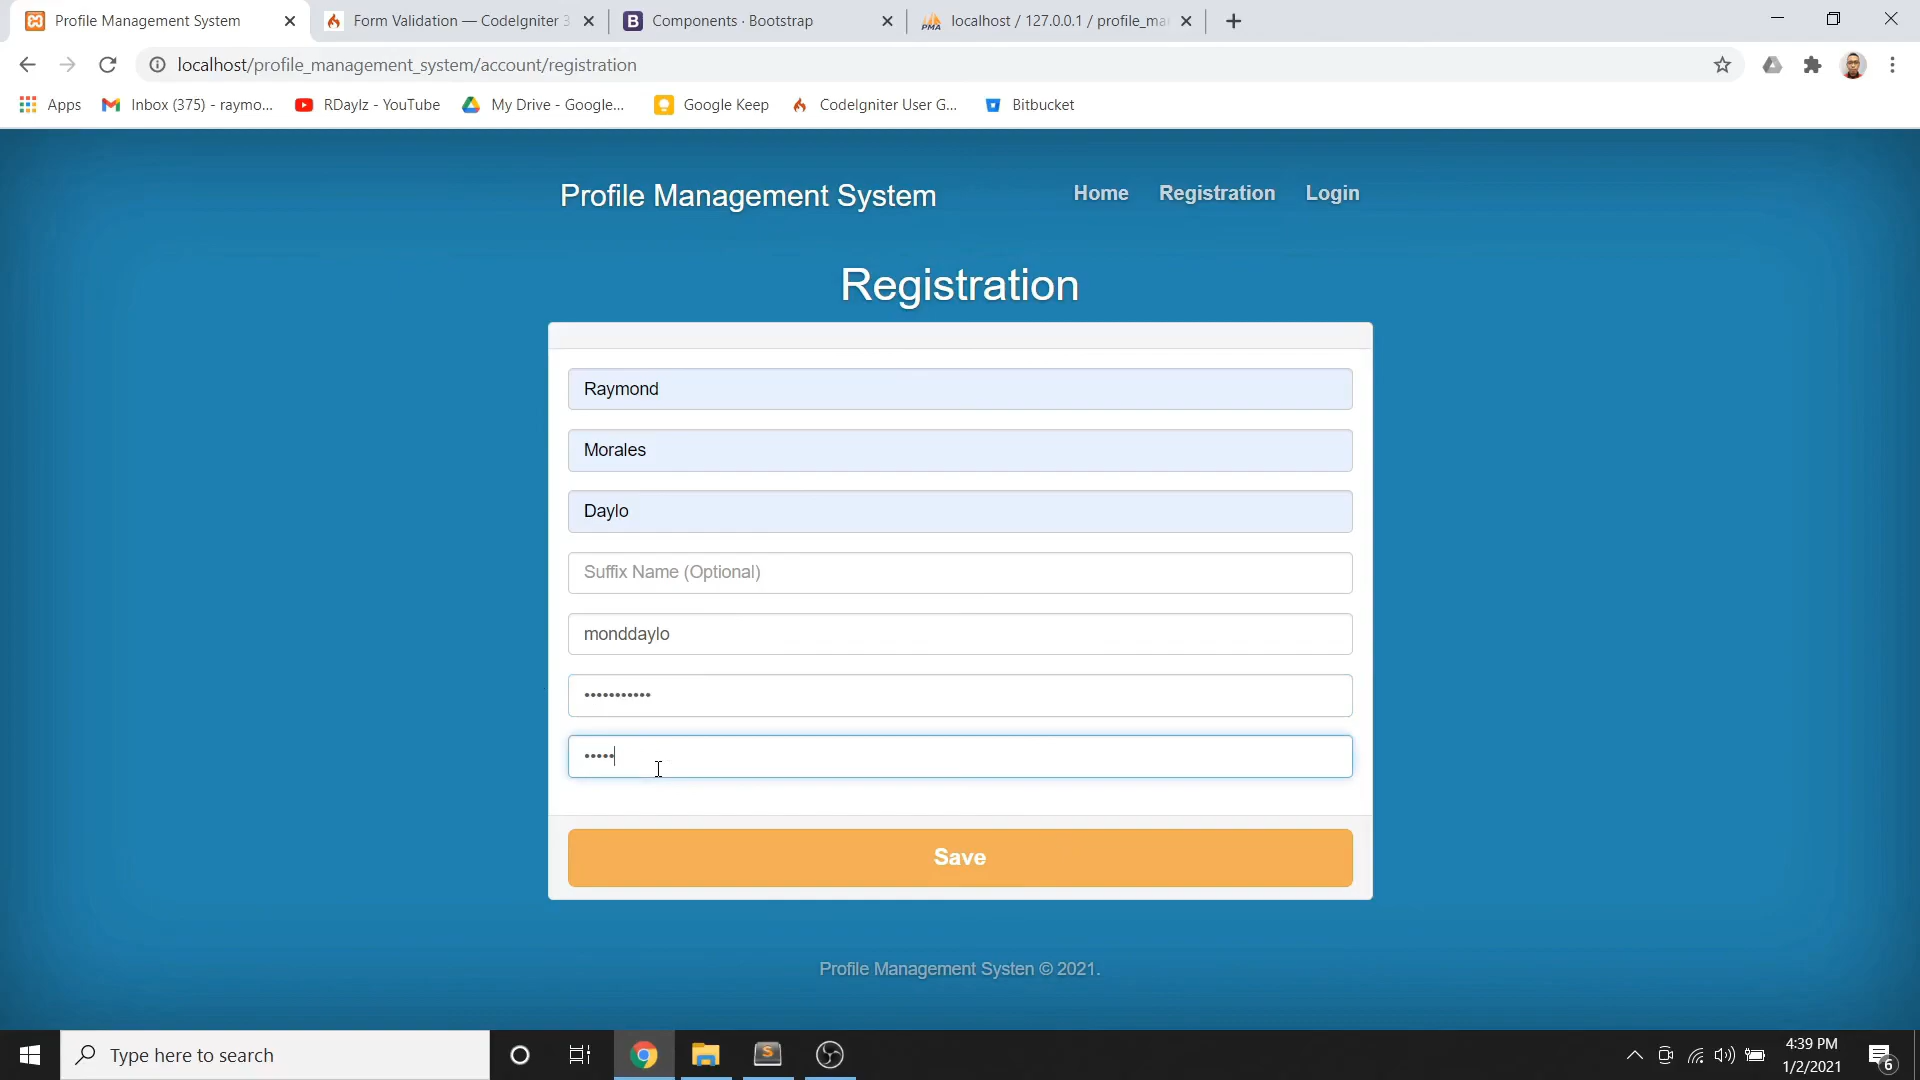 Profile Management System
Form Validation — CodeIgniter 3
Components · Bootstrap
localhost / 127.0.0.1 / profile_ma
localhost/profile_management_system/account/registration
Apps
Inbox (375) - raymo...
RDaylz - YouTube
My Drive - Google...
Google Keep
CodeIgniter User G...
Bitbucket
Profile Management System
Home
Registration
Login
Registration
Raymond
Morales
Daylo
Suffix Name (Optional)
monddaylo
•••••••••••
•••••
Save
Profile Management Systen © 2021.
Type here to search
4:39 PM
1/2/2021
6